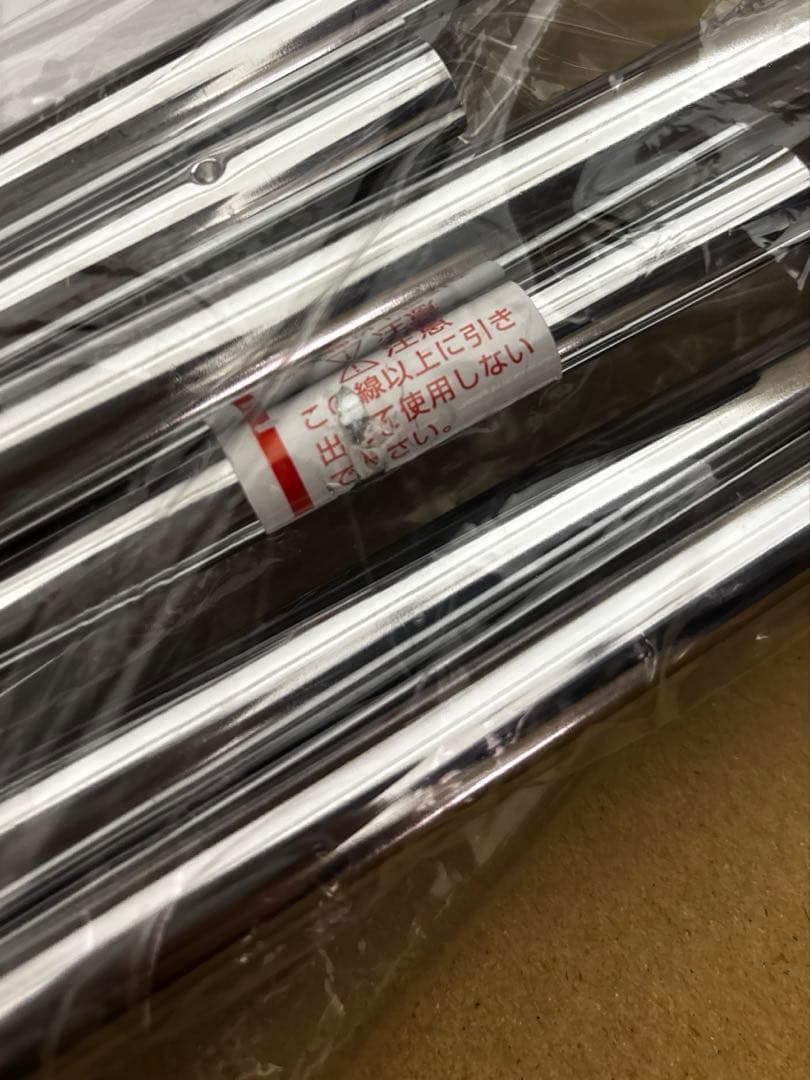 注意
この線以上に引き
出して使用しない
ください。